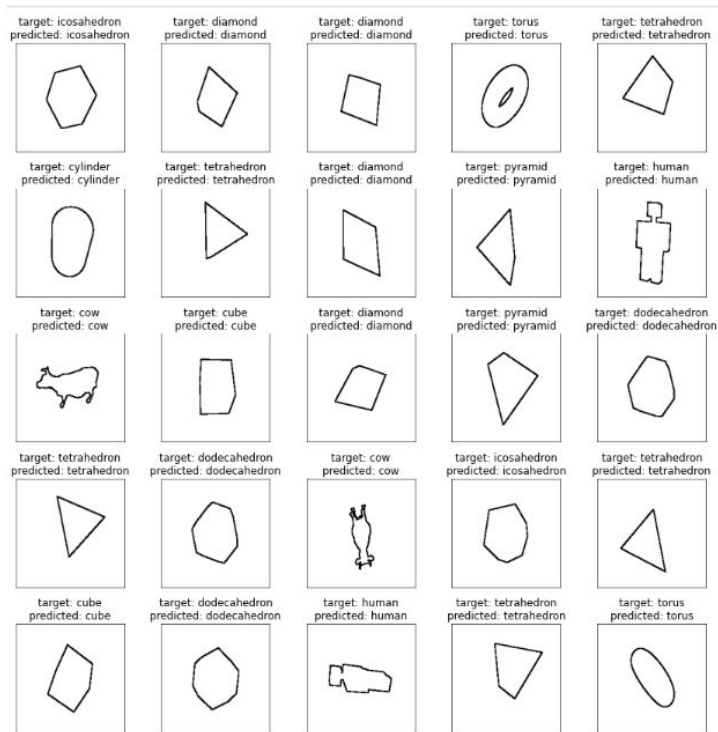 target: icosahedron
predicted: icosahedron
target: diamond
predicted: diamond
target: diamond
predicted: diamond
target: torus
predicted: torus
target: tetrahedron
predicted: tetrahedron
target: cylinder
predicted: cylinder
target: tetrahedron
predicted: tetrahedron
target: diamond
predicted: diamond
target: pyramid
predicted: pyramid
target: human
predicted: human
target: cow
predicted: cow
target: cube
predicted: cube
target: diamond
predicted: diamond
target: pyramid
predicted: pyramid
target: dodecahedron
predicted: dodecahedron
target: tetrahedron
predicted: tetrahedron
target: dodecahedron
predicted: dodecahedron
target: cow
predicted: cow
target: icosahedron
predicted: icosahedron
target: tetrahedron
predicted: tetrahedron
target: cube
predicted: cube
target: dodecahedron
predicted: dodecahedron
target: human
predicted: human
target: tetrahedron
predicted: tetrahedron
target: torus
predicted: torus